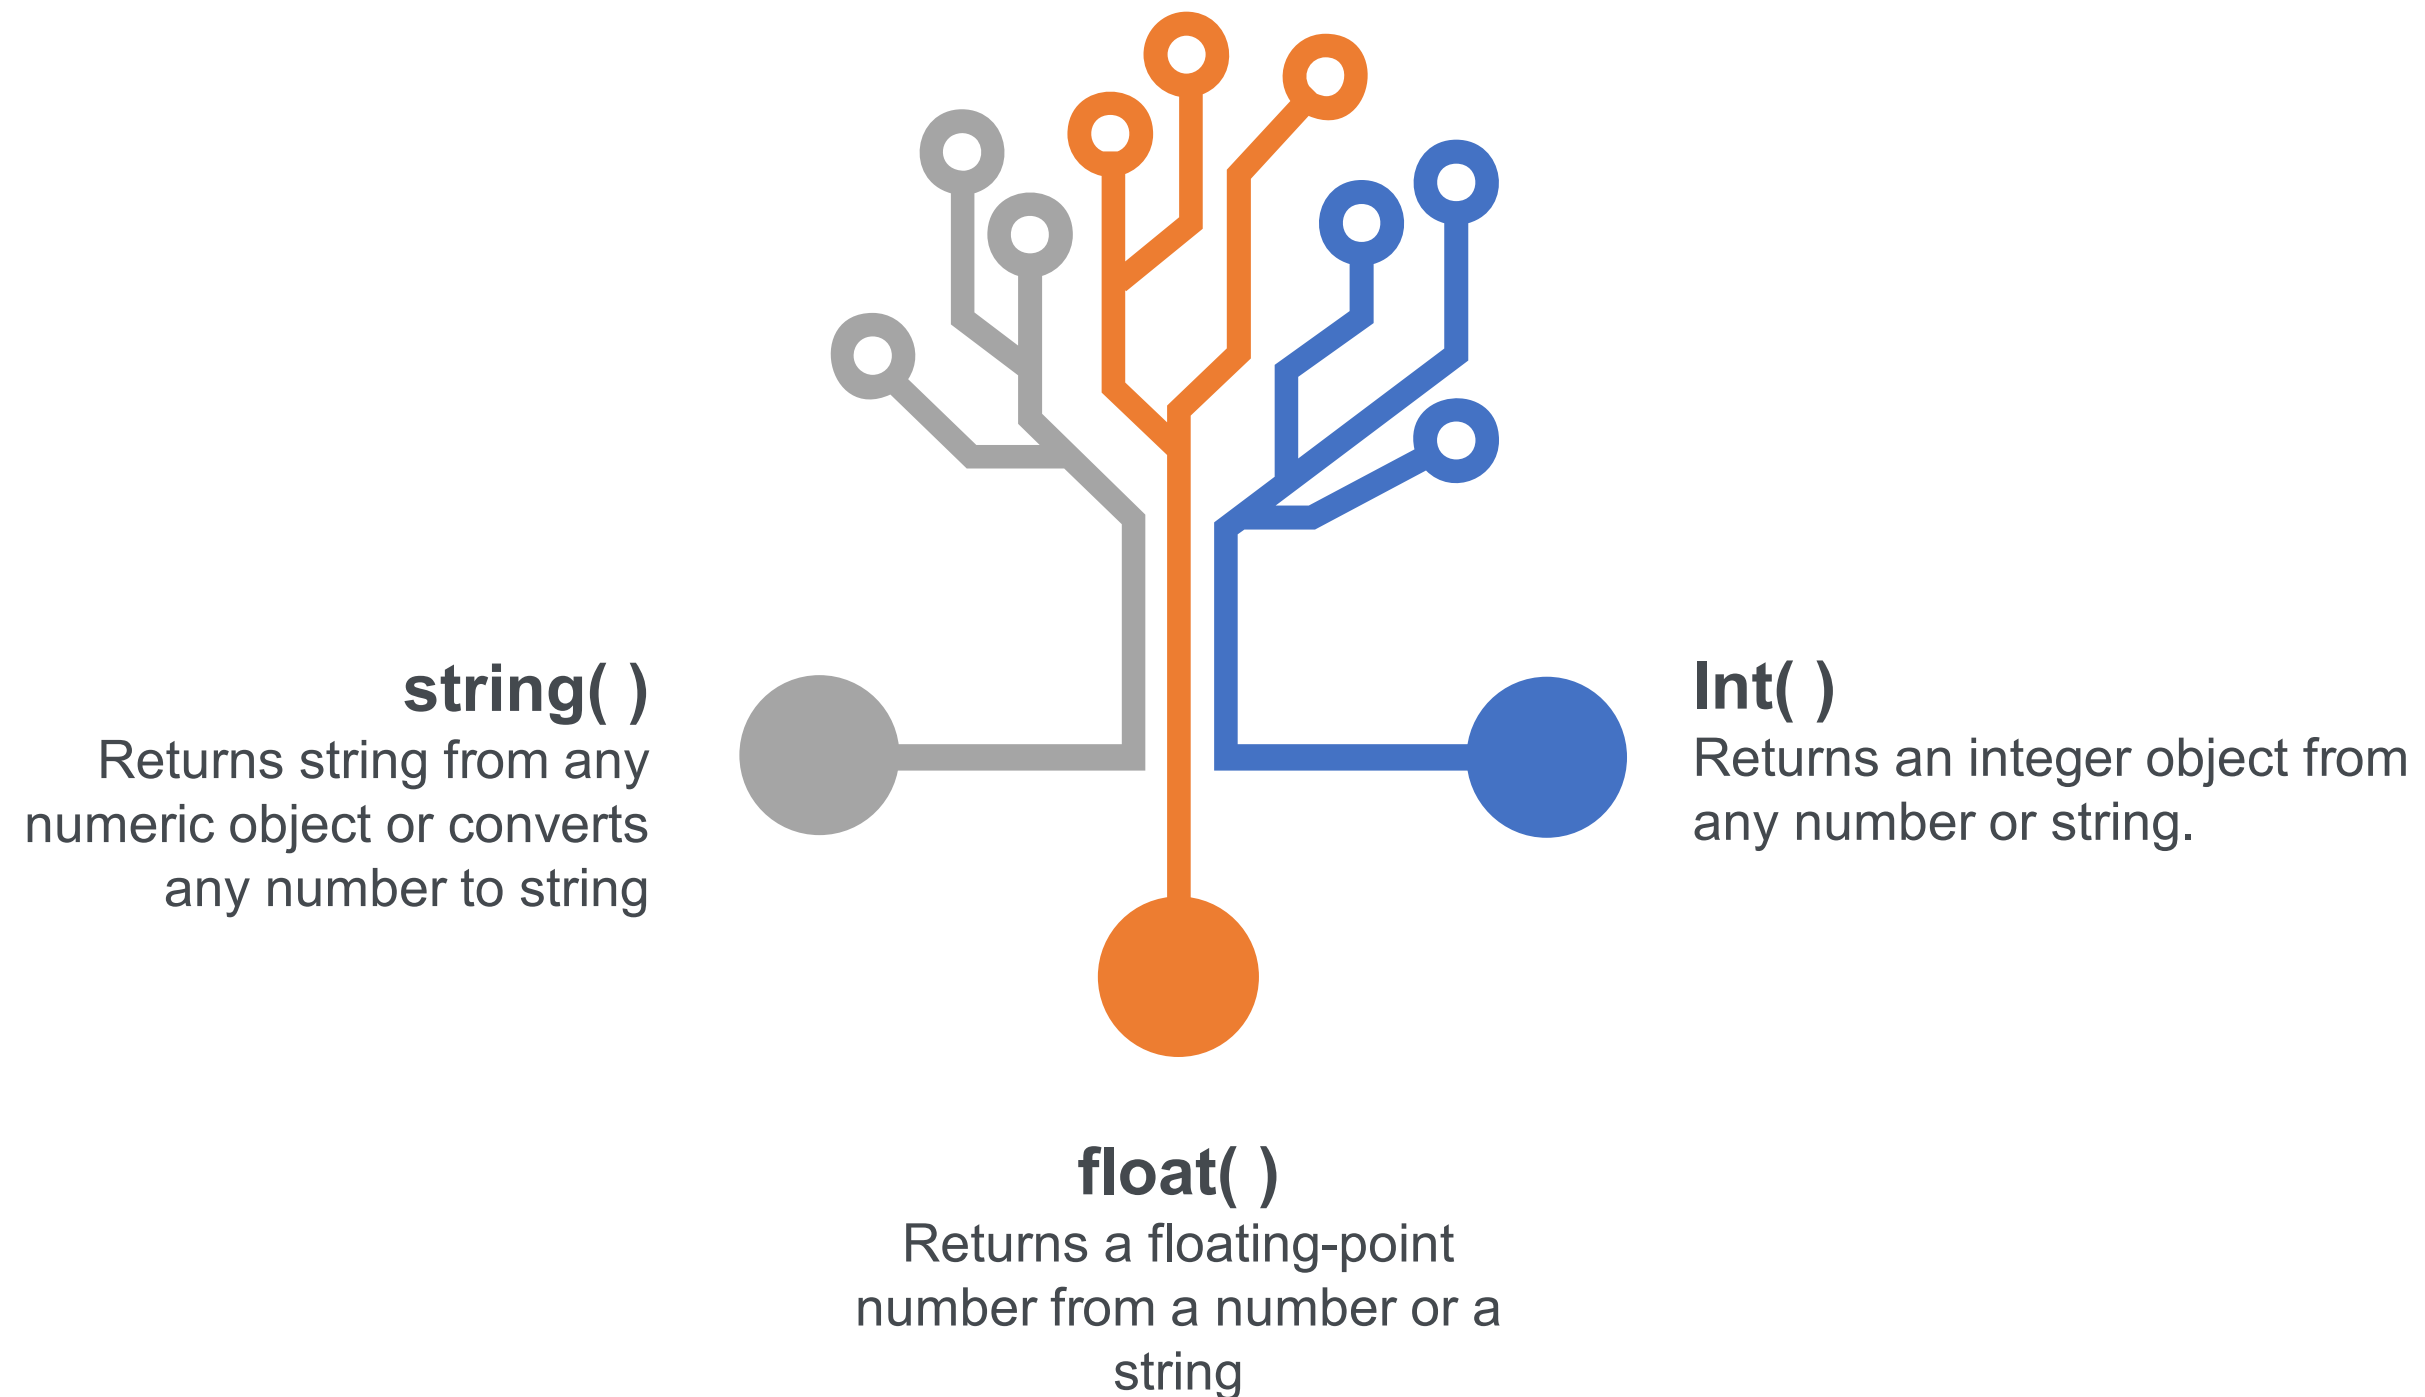 string( )
Returns string from any
numeric object or converts
any number to string
Int( )
Returns an integer object from
any number or string.
float( )
Returns a floating-point
number from a number or a
string